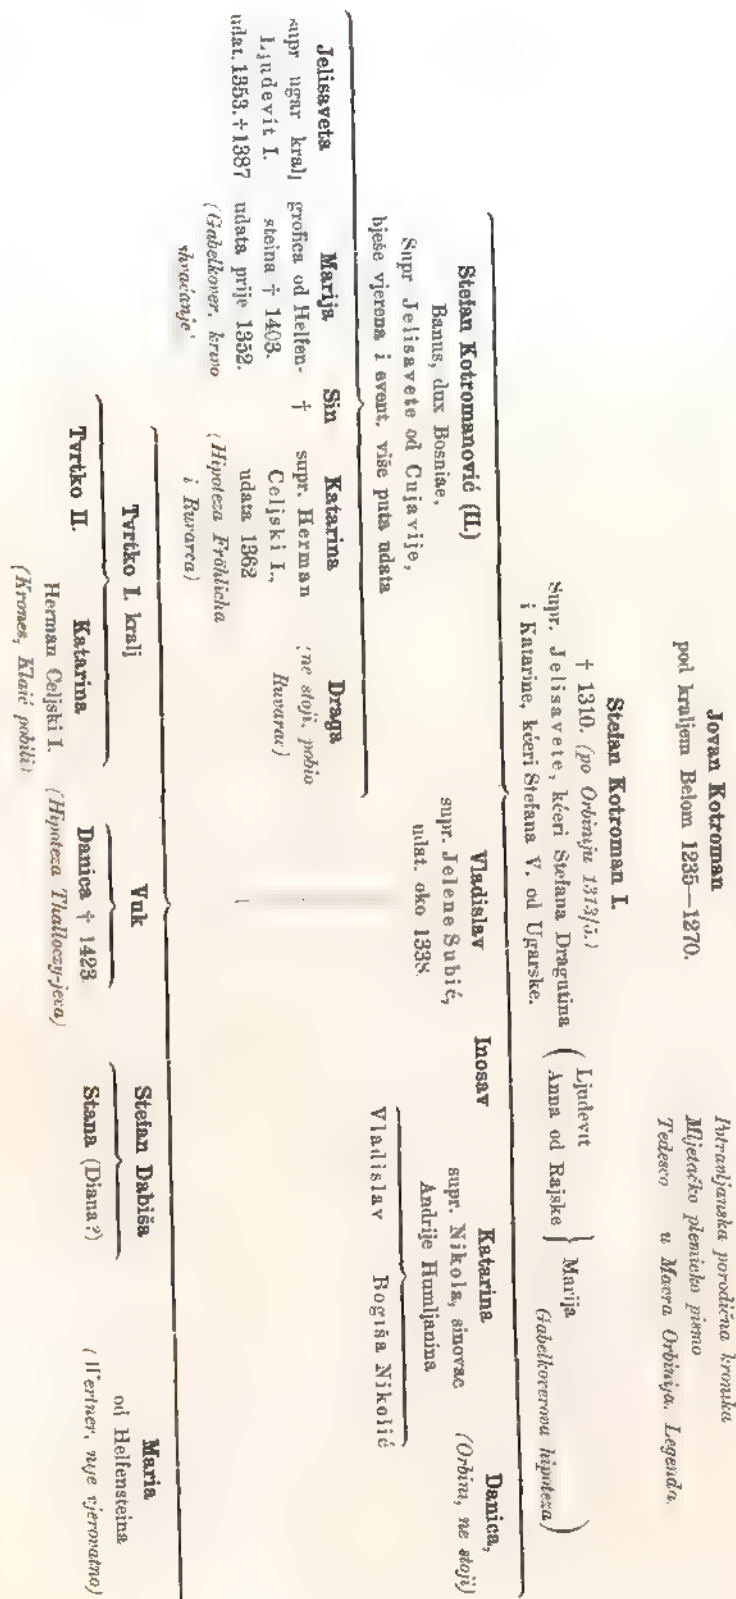 Jovan Kotroman
pod kraljem Belom 1235—1270.
porodična kronika
Mljetačko plemićko pismo
Tedesco u Mavra Orbinija. Legenda.
Stefan Kotroman I.
† 1310. (po Orbiniju 1313/5.)
Supr. Jelisavete, kćeri Stefana Dragutina
i Katarine, kćeri Stefana V. od Ugarske.
( Ljudevit
Anna od Rajske } Marija
(Gabelkoverova hipoteza)
Stefan Kotromanović (II.)
Banus, dux Bosniae,
Supr Jelisavete od Cujavije,
bješe vjerena i event. više puta udata
Vladislav
supr. Jelene Šubić,
udat. oko 1338.
Inosav
Katarina
supr. Nikola, sinovac
Andrije Humljanina
Danica,
(Orbini, ne stoji)
Vladislav Bogiša Nikolić
Jelisaveta
supr ugar kralj
Ljudevit I.
udat. 1353. † 1387
Marija
grofica od Helfen-
steina † 1403.
udata prije 1352.
(Gabelkover, krivo
shvaćanje)
Sin
†
Katarina
supr. Herman
Celjski I.,
udata 1362
(Hipoteza Fröhlicha
i Ruvarca)
Draga
(ne stoji, pobio
Ruvarac)
Tvrtko I. kralj
Vuk
Stefan Dabiša
Maria
od Helfensteina
(Wertner, nije vjerovatno)
Tvrtko II.
Katarina
Herman Celjski I.
(Krones, Klaić pobili)
Danica † 1423
(Hipoteza Thallóczy-jeva)
Stana (Diana?)